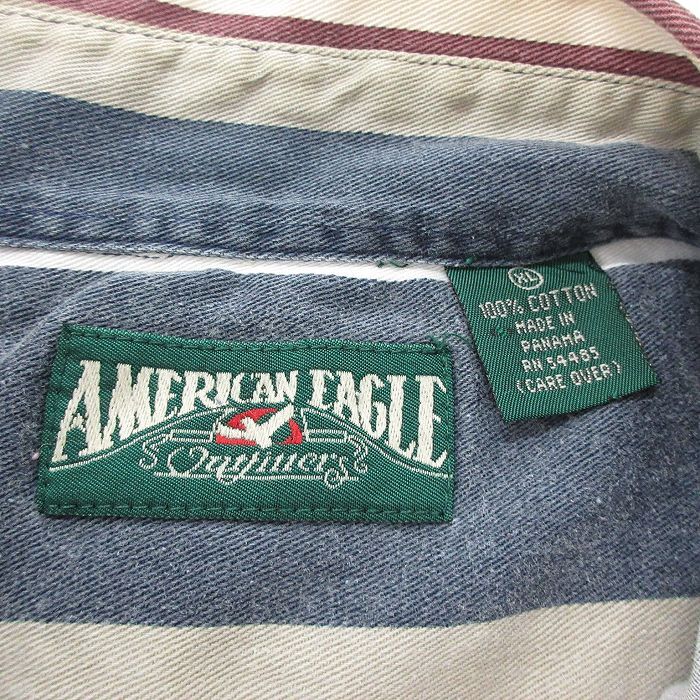 AMERICAN EAGLE
Outfitters
XL
100% COTTON
MADE IN
PANAMA
RN 54485
(CARE OVER)